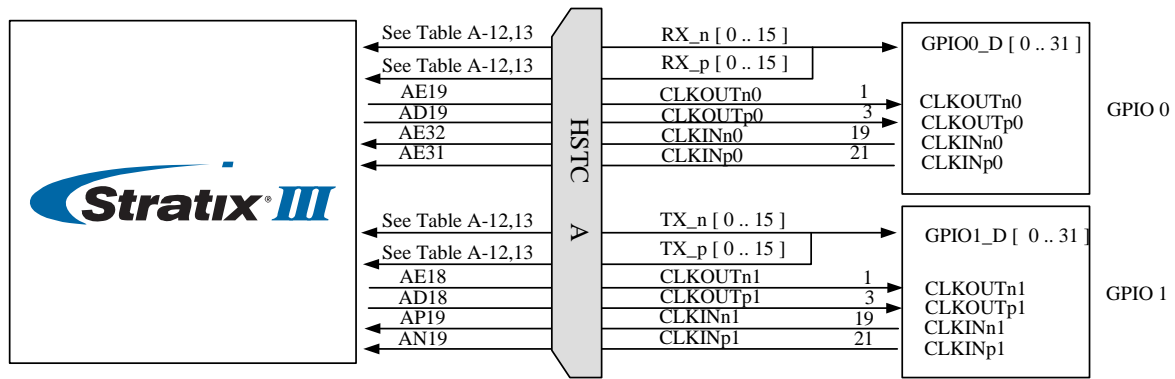 See Table A-12,13 RX_n [ 0 .. 15 ] GPIO0_D [ 0 .. 31 ]
See Table A-12,13 RX_p [ 0 .. 15 ]
AE19 CLKOUTn0 1 CLKOUTn0
AD19 CLKOUTp0 3 CLKOUTp0
AE32 CLKINn0 19 CLKINn0
AE31 CLKINp0 21 CLKINp0
GPIO 0
HSTC A
Stratix® III
See Table A-12,13 TX_n [ 0 .. 15 ] GPIO1_D [ 0 .. 31 ]
See Table A-12,13 TX_p [ 0 .. 15 ]
AE18 CLKOUTn1 1 CLKOUTn1
AD18 CLKOUTp1 3 CLKOUTp1
AP19 CLKINn1 19 CLKINn1
AN19 CLKINp1 21 CLKINp1
GPIO 1